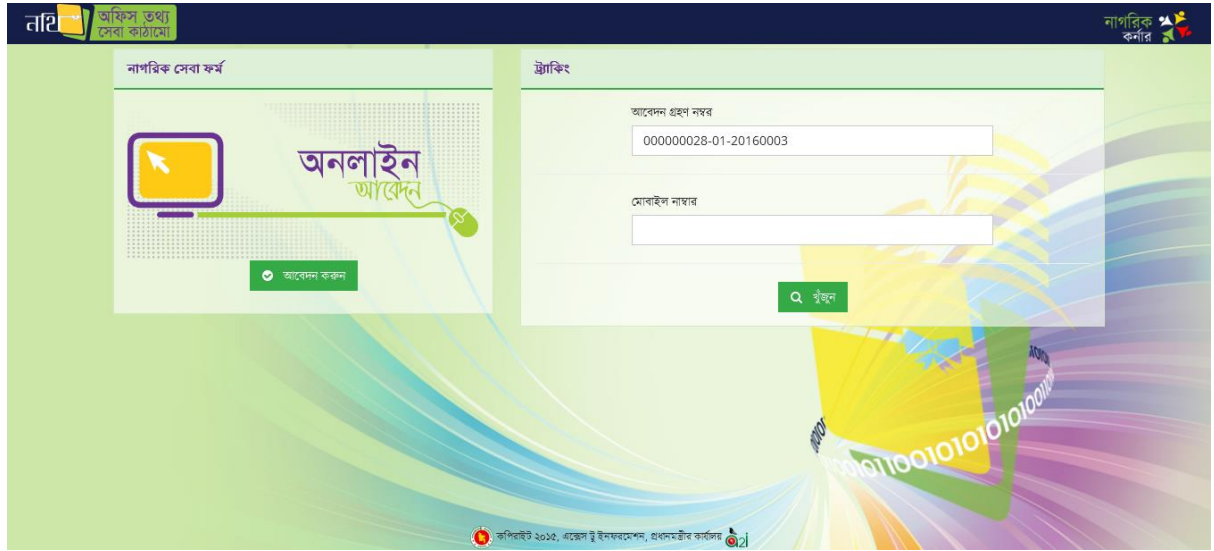 নথি
অফিস তথ্য
সেবা কাঠামো
নাগরিক
কর্নার
নাগরিক সেবা ফর্ম
অনলাইন
আবেদন
আবেদন করুন
ট্র্যাকিং
আবেদন গ্রহণ নম্বর
000000028-01-20160003
মোবাইল নাম্বার
খুঁজুন
কপিরাইট ২০১৫, এক্সেস টু ইনফরমেশন, প্রধানমন্ত্রীর কার্যালয় a2i